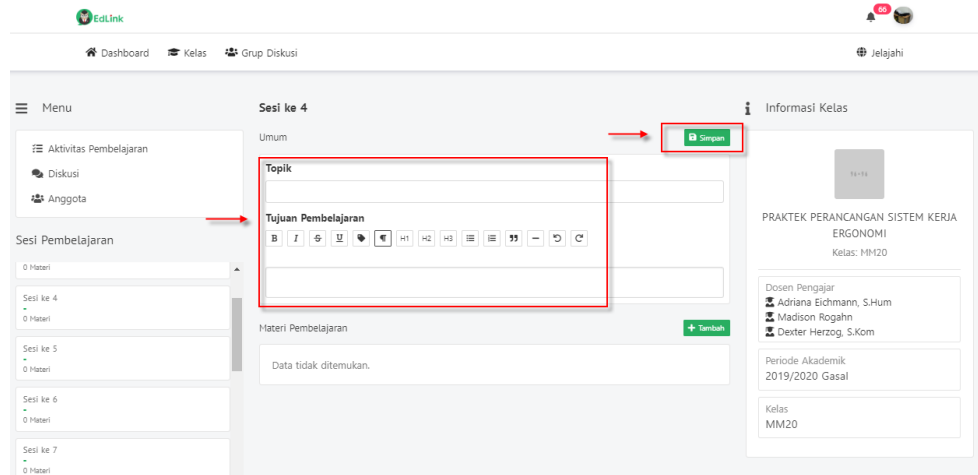 EdLink
66
Dashboard Kelas Grup Diskusi
Jelajahi
Menu
Aktivitas Pembelajaran
Diskusi
Anggota
Sesi Pembelajaran
0 Materi
Sesi ke 4
-
0 Materi
Sesi ke 5
-
0 Materi
Sesi ke 6
-
0 Materi
Sesi ke 7
-
0 Materi
Sesi ke 4
Umum
Simpan
Topik
Tujuan Pembelajaran
B I S U ¶ H1 H2 H3
Materi Pembelajaran
+ Tambah
Data tidak ditemukan.
Informasi Kelas
PRAKTEK PERANCANGAN SISTEM KERJA
ERGONOMI
Kelas: MM20
Dosen Pengajar
Adriana Eichmann, S.Hum
Madison Rogahn
Dexter Herzog, S.Kom
Periode Akademik
2019/2020 Gasal
Kelas
MM20